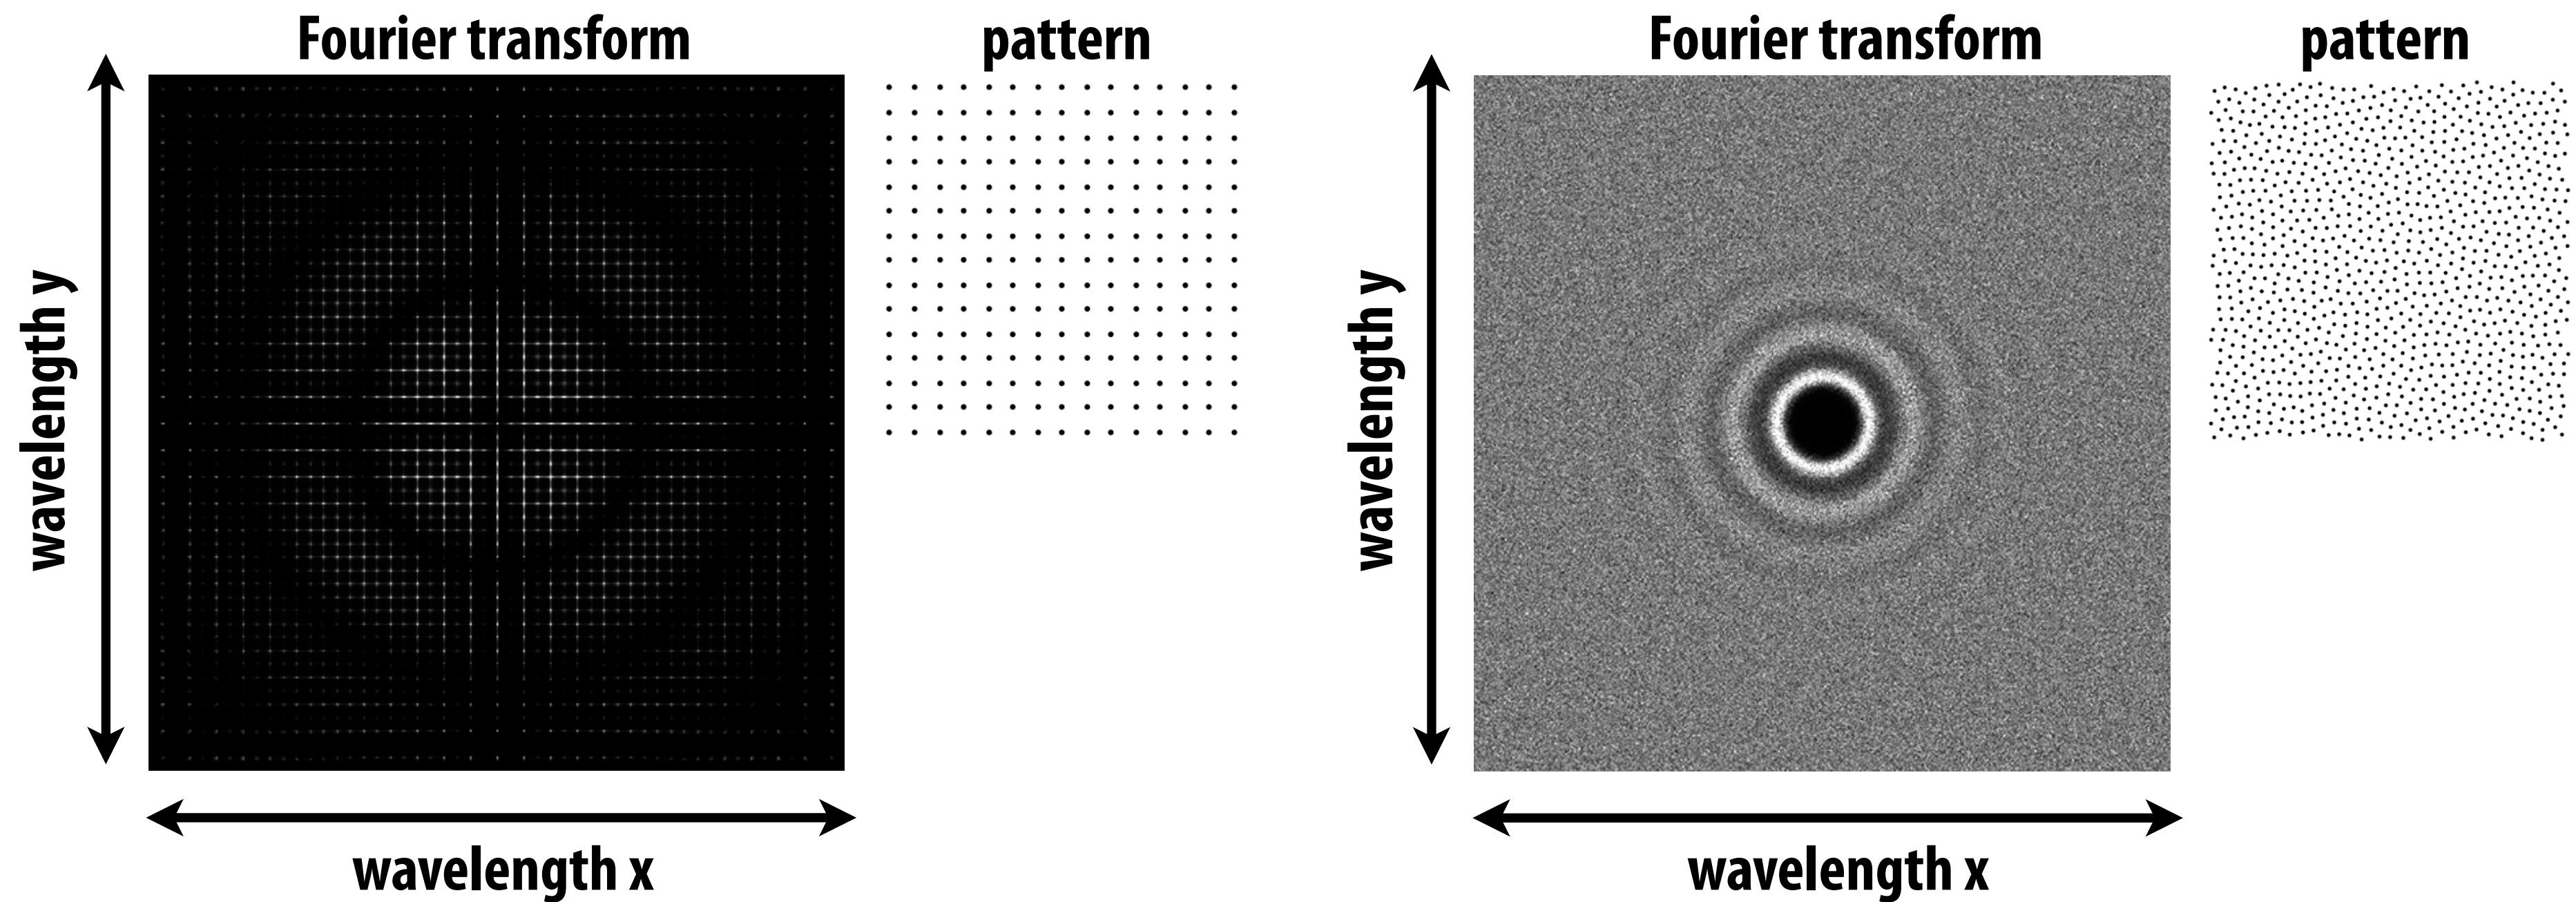 Fourier transform
pattern
wavelength y
wavelength x
Fourier transform
pattern
wavelength y
wavelength x